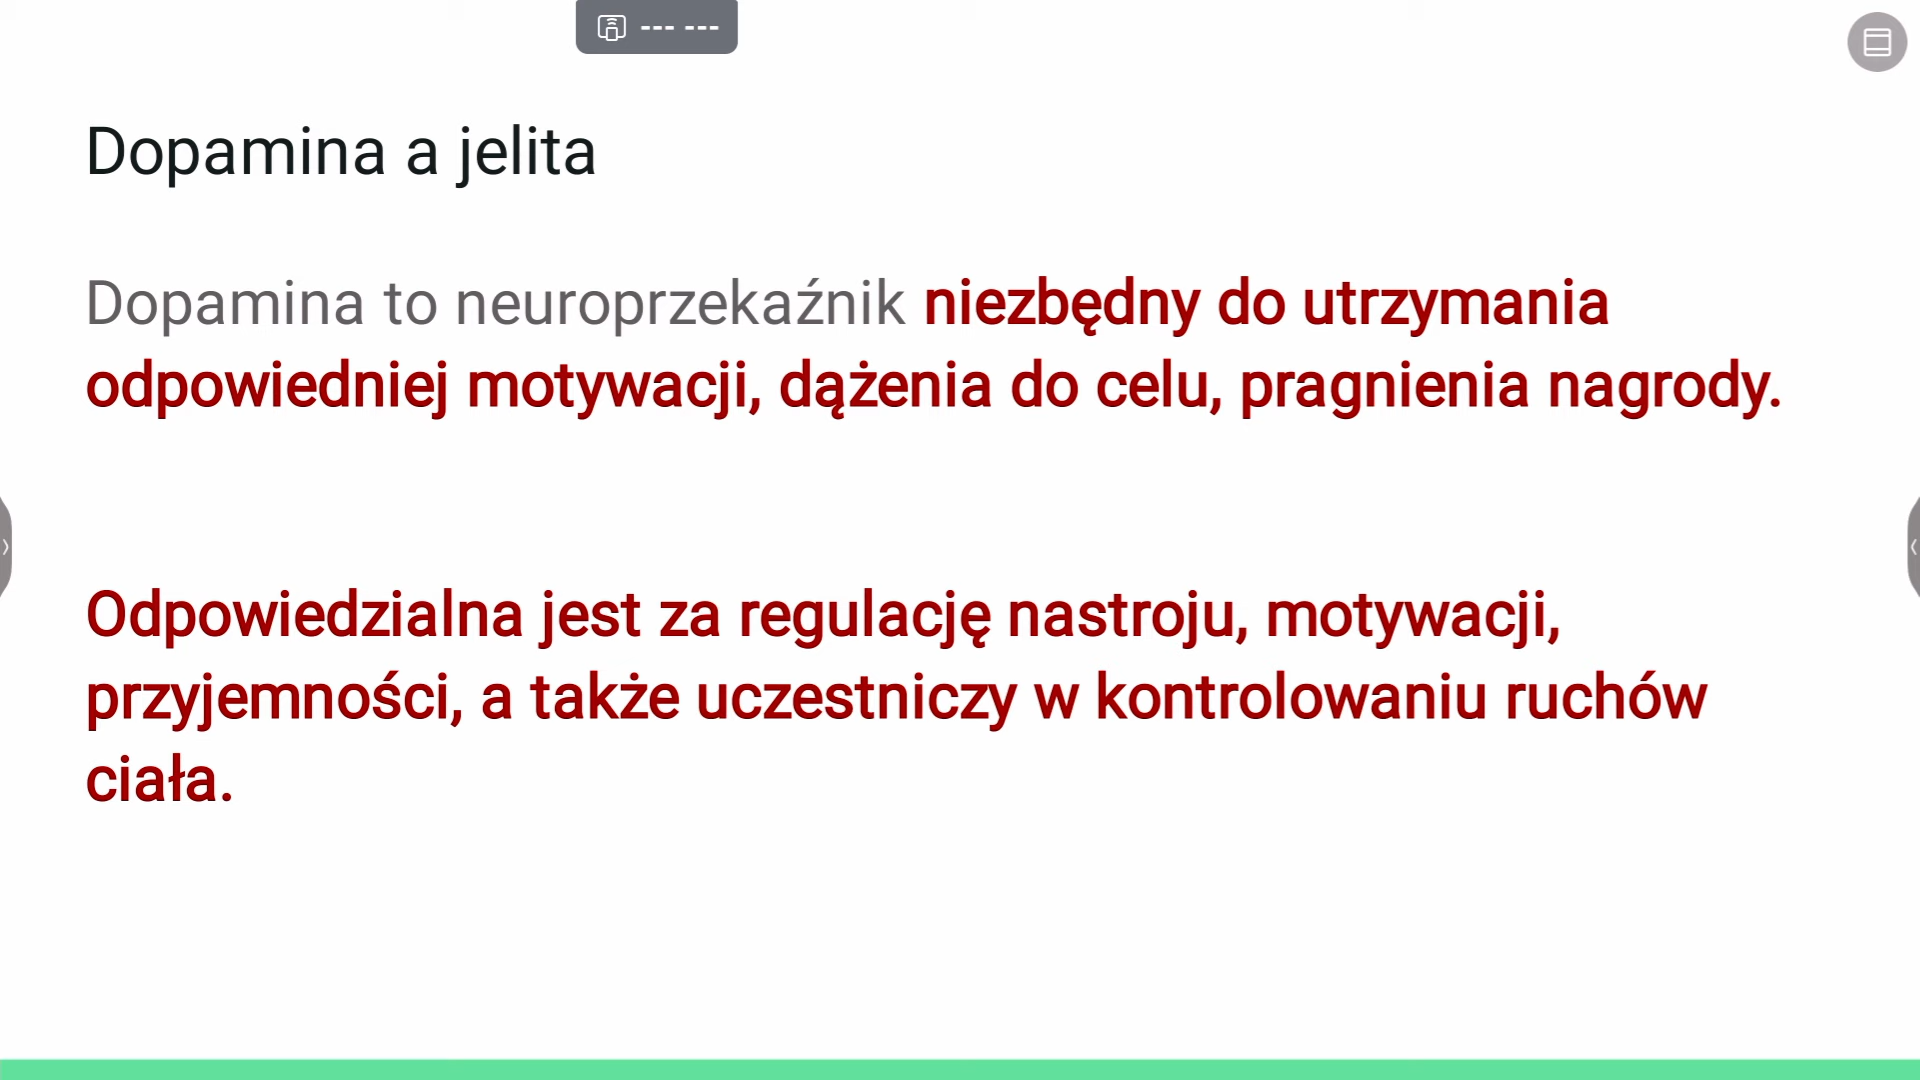 --- ---
Dopamina a jelita
Dopamina to neuroprzekaźnik niezbędny do utrzymania
odpowiedniej motywacji, dążenia do celu, pragnienia nagrody.
Odpowiedzialna jest za regulację nastroju, motywacji,
przyjemności, a także uczestniczy w kontrolowaniu ruchów
ciała.